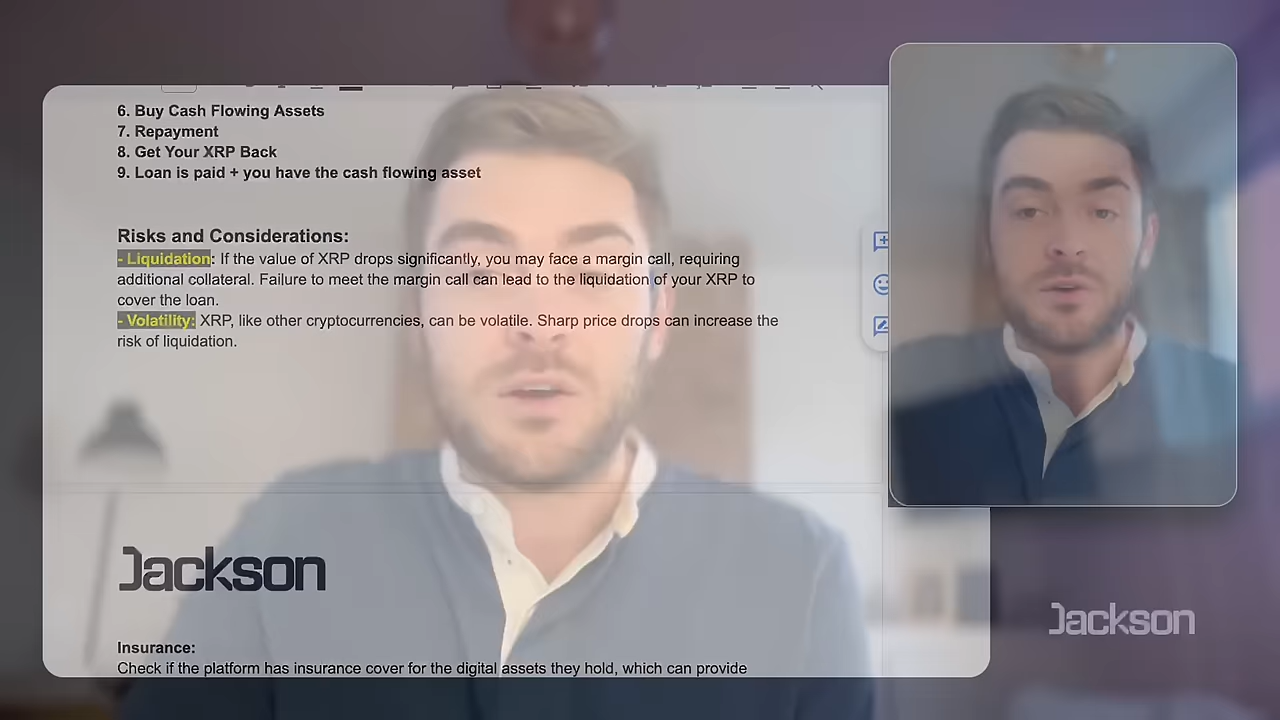 6. Buy Cash Flowing Assets
7. Repayment
8. Get Your XRP Back
9. Loan is paid + you have the cash flowing asset
Risks and Considerations:
- Liquidation: If the value of XRP drops significantly, you may face a margin call, requiring
additional collateral. Failure to meet the margin call can lead to the liquidation of your XRP to
cover the loan.
- Volatility: XRP, like other cryptocurrencies, can be volatile. Sharp price drops can increase the
risk of liquidation.
Jackson
Insurance:
Check if the platform has insurance cover for the digital assets they hold, which can provide
Jackson